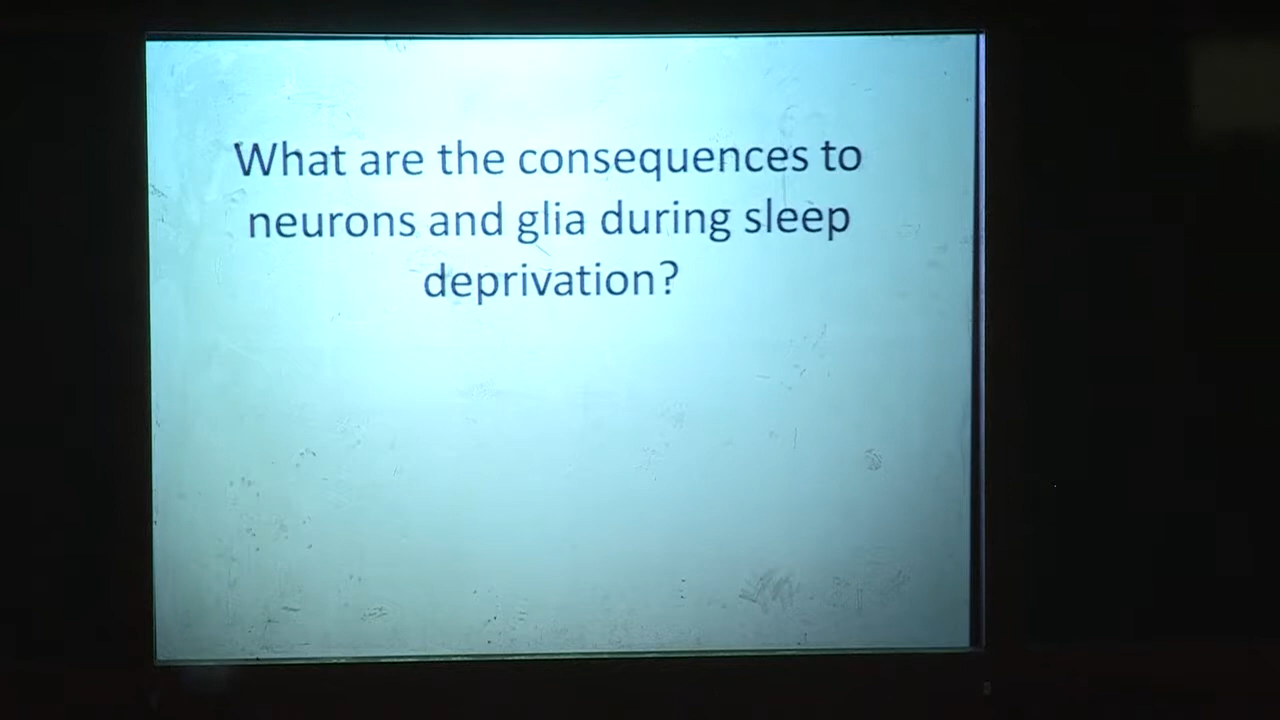 What are the consequences to
neurons and glia during sleep
deprivation?